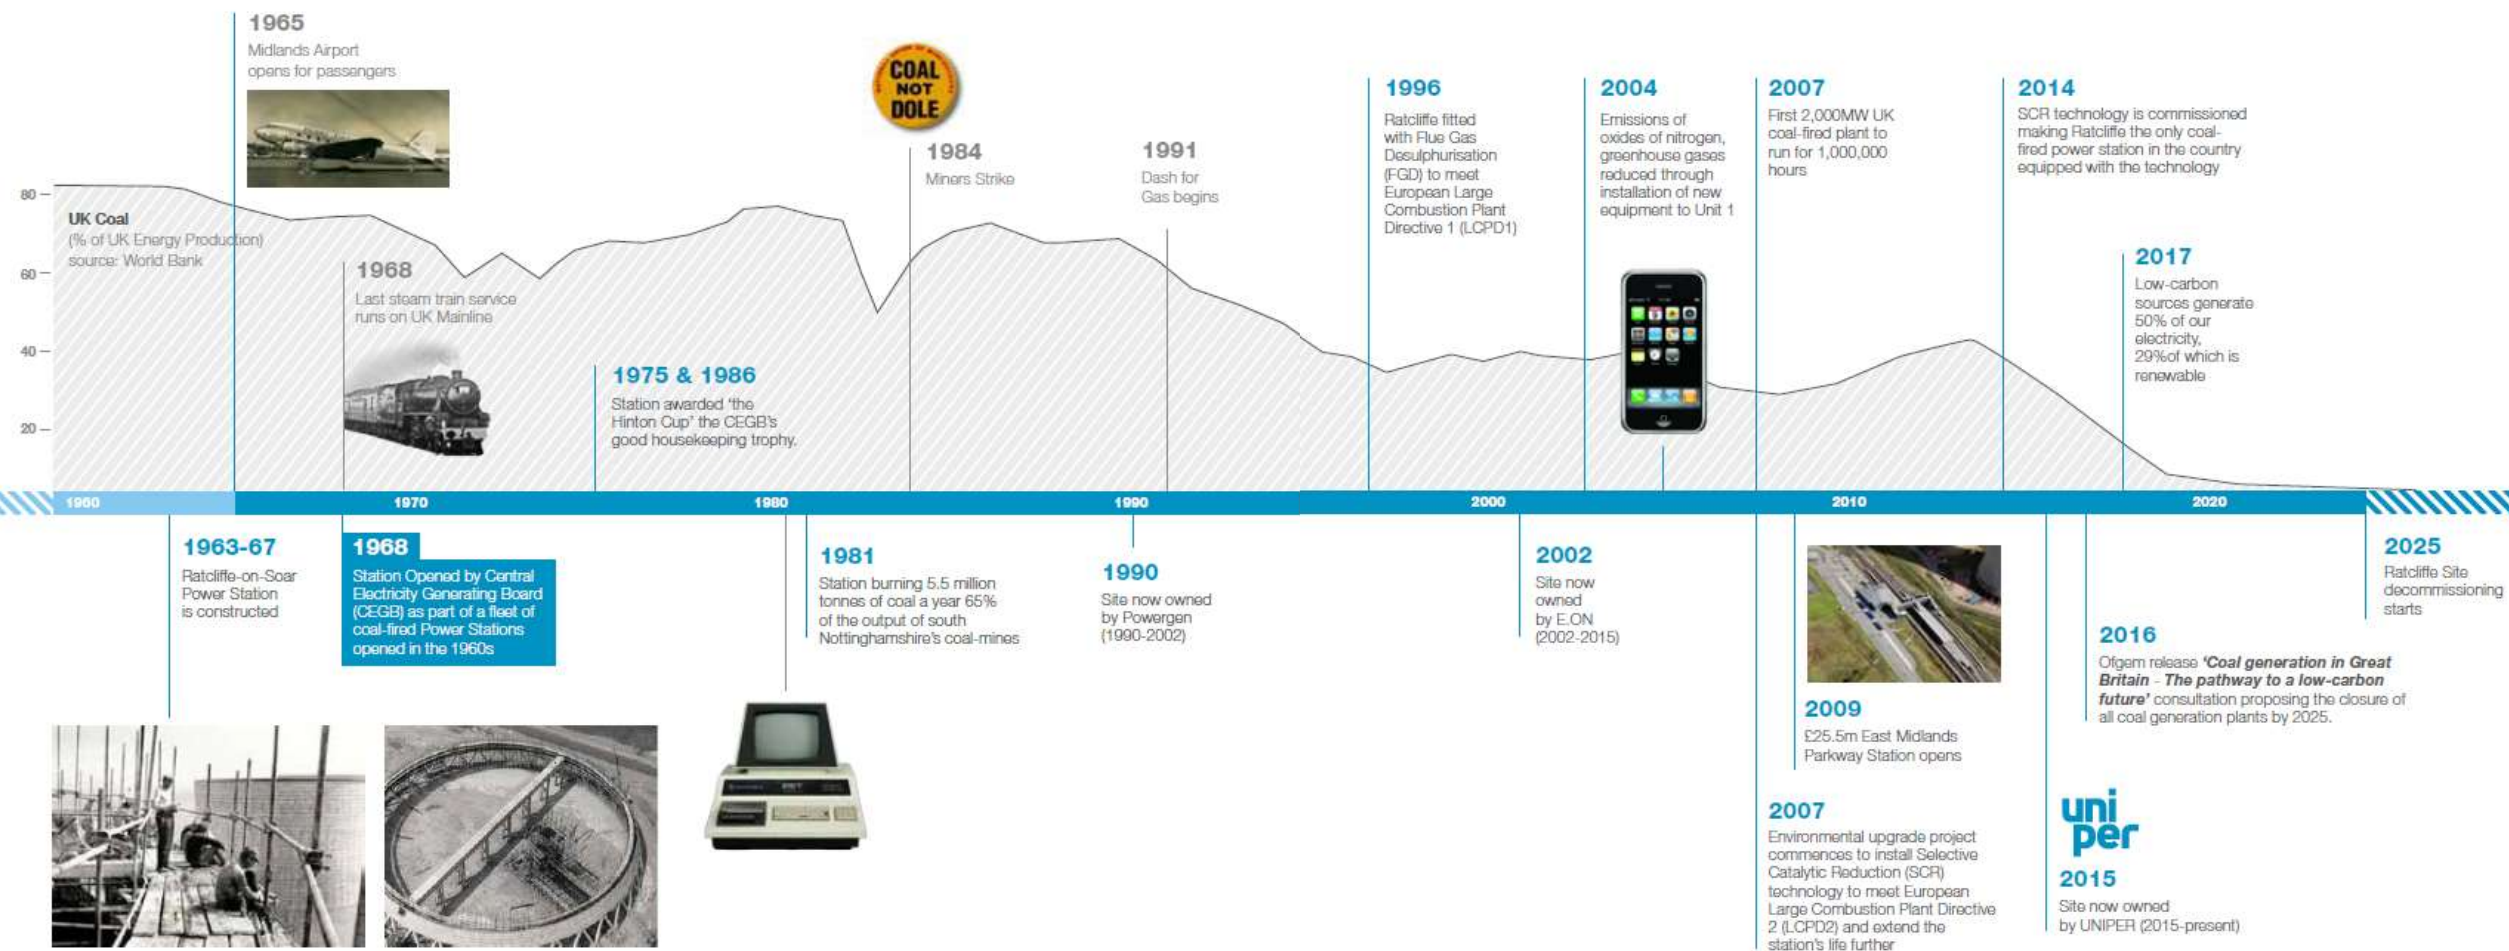 1965
Midlands Airport
opens for passengers
COAL
NOT
DOLE
1984
Miners Strike
1991
Dash for
Gas begins
1996
Ratcliffe fitted
with Flue Gas
Desulphurisation
(FGD) to meet
European Large
Combustion Plant
Directive 1 (LCPD1)
2004
Emissions of
oxides of nitrogen,
greenhouse gases
reduced through
installation of new
equipment to Unit 1
2007
First 2,000MW UK
coal-fired plant to
run for 1,000,000
hours
2014
SCR technology is commissioned
making Ratcliffe the only coal-
fired power station in the country
equipped with the technology
2017
Low-carbon
sources generate
50% of our
electricity,
29%of which is
renewable
80
60
40
20
UK Coal
(% of UK Energy Production)
source: World Bank
1968
Last steam train service
runs on UK Mainline
1975 & 1986
Station awarded 'the
Hinton Cup' the CEGB's
good housekeeping trophy.
1960 1970 1980 1990 2000 2010 2020
1963-67
Ratcliffe-on-Soar
Power Station
is constructed
1968
Station Opened by Central
Electricity Generating Board
(CEGB) as part of a fleet of
coal-fired Power Stations
opened in the 1960s
1981
Station burning 5.5 million
tonnes of coal a year 65%
of the output of south
Nottinghamshire's coal-mines
1990
Site now owned
by Powergen
(1990-2002)
2002
Site now
owned
by E.ON
(2002-2015)
2009
£25.5m East Midlands
Parkway Station opens
2007
Environmental upgrade project
commences to install Selective
Catalytic Reduction (SCR)
technology to meet European
Large Combustion Plant Directive
2 (LCPD2) and extend the
station's life further
2025
Ratcliffe Site
decommissioning
starts
2016
Ofgem release 'Coal generation in Great
Britain - The pathway to a low-carbon
future' consultation proposing the closure of
all coal generation plants by 2025.
uni
per
2015
Site now owned
by UNIPER (2015-present)